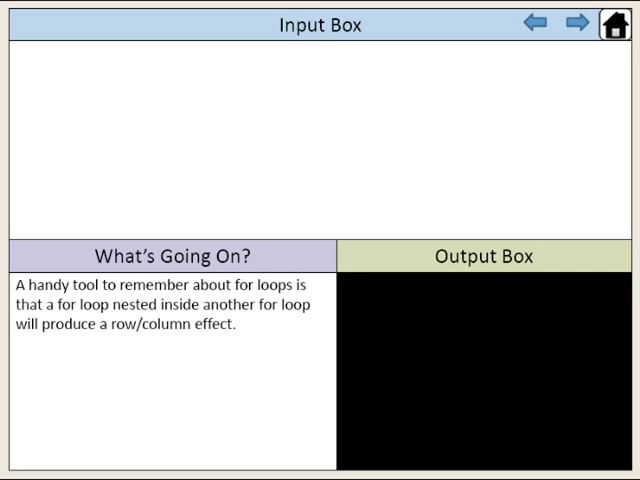 Input Box
What's Going On?
Output Box
A handy tool to remember about for loops is
that a for loop nested inside another for loop
will produce a row/column effect.